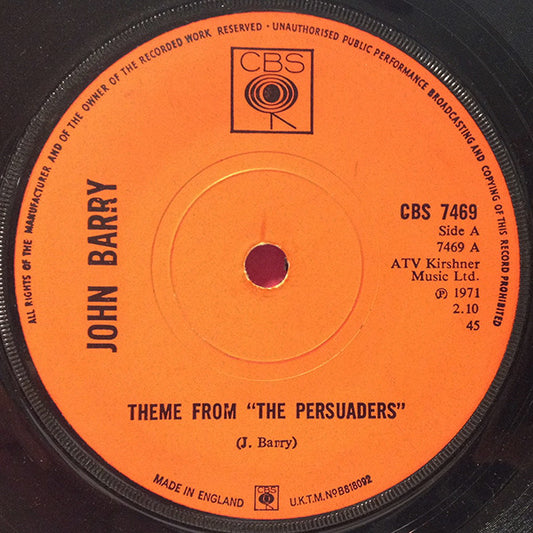 ALL RIGHTS OF THE MANUFACTURER AND OF THE OWNER OF THE RECORDED WORK RESERVED · UNAUTHORISED PUBLIC PERFORMANCE BROADCASTING AND COPYING OF THIS RECORD PROHIBITED
CBS
JOHN BARRY
CBS 7469
Side A
7469 A
ATV Kirshner
Music Ltd.
℗ 1971
2.10
45
THEME FROM "THE PERSUADERS"
(J. Barry)
MADE IN ENGLAND
CBS
U.K.T.M. No B818092